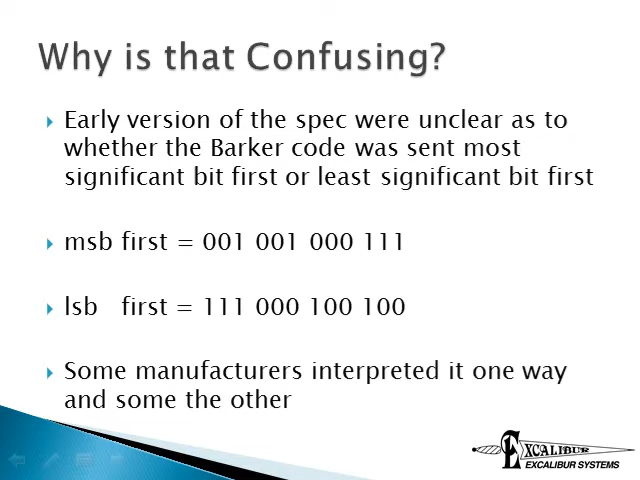 Why is that Confusing?
Early version of the spec were unclear as to
whether the Barker code was sent most
significant bit first or least significant bit first
msb first = 001 001 000 111
lsb first = 111 000 100 100
Some manufacturers interpreted it one way
and some the other
EXCALIBUR
EXCALIBUR SYSTEMS